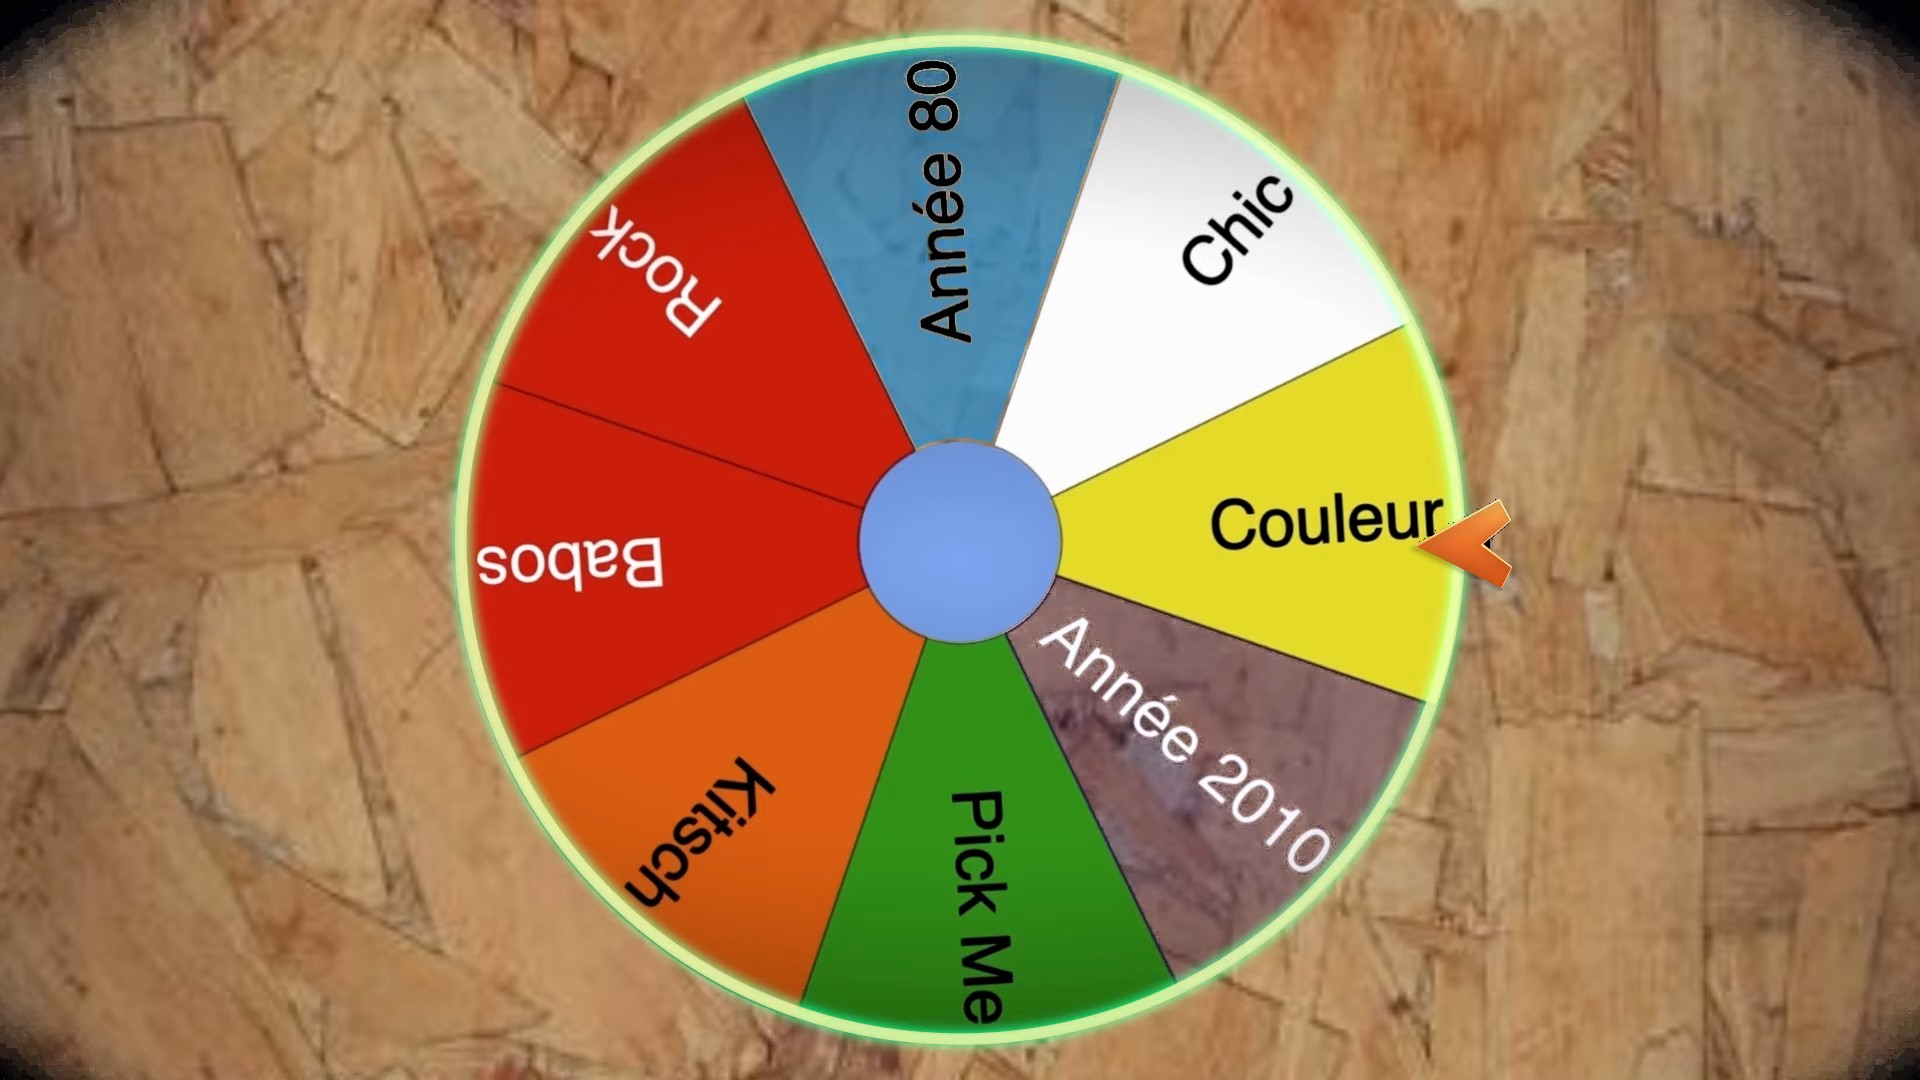 Année 80
Chic
Couleur
Année 2010
Pick Me
Kitsch
Babos
Rock